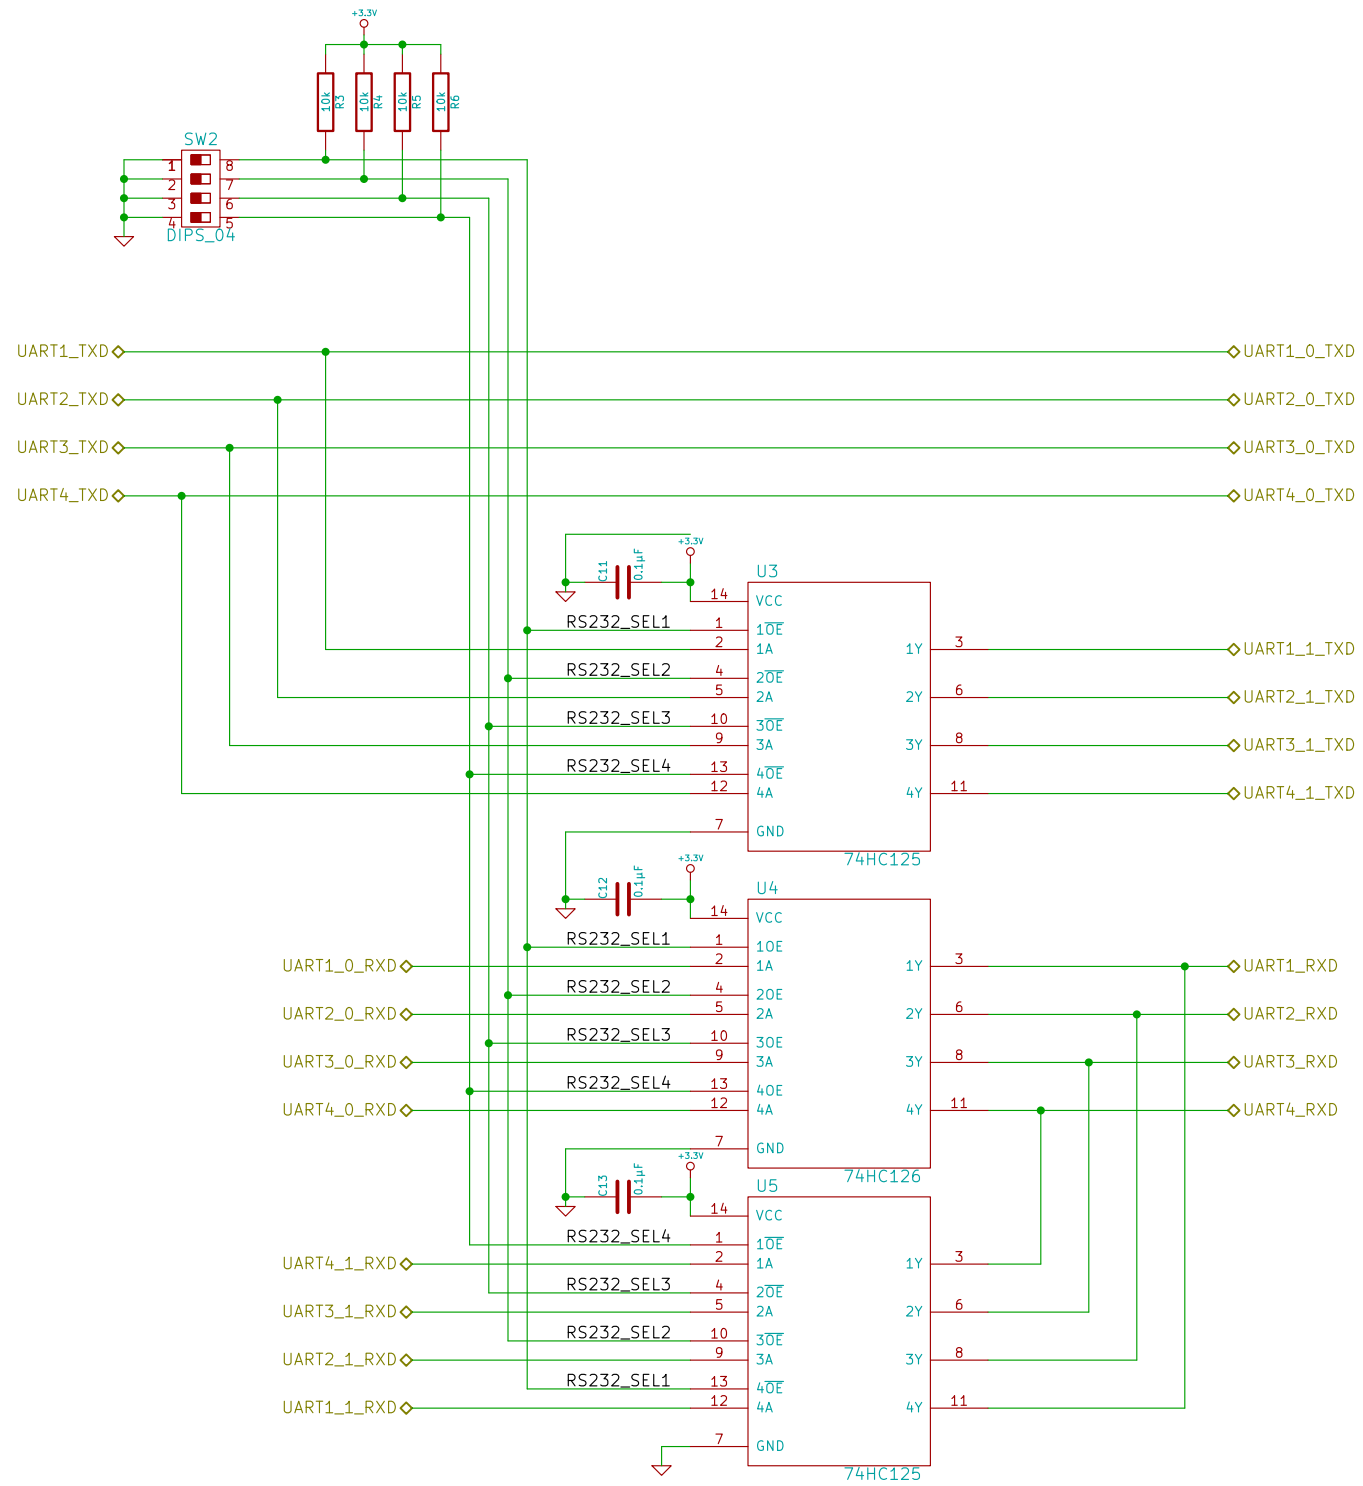 +3.3V
10k R3 10k R4 10k R5 10k R6
SW2
1 8
2 7
3 6
4 5
DIPS_04
UART1_TXD UART1_0_TXD
UART2_TXD UART2_0_TXD
UART3_TXD UART3_0_TXD
UART4_TXD UART4_0_TXD
+3.3V
C11 0.1µF U3
14 VCC
RS232_SEL1 1 1OE
2 1A 1Y 3 UART1_1_TXD
RS232_SEL2 4 2OE
5 2A 2Y 6 UART2_1_TXD
RS232_SEL3 10 3OE
9 3A 3Y 8 UART3_1_TXD
RS232_SEL4 13 4OE
12 4A 4Y 11 UART4_1_TXD
7 GND
74HC125
+3.3V
C12 0.1µF U4
14 VCC
RS232_SEL1 1 1OE
UART1_0_RXD 2 1A 1Y 3 UART1_RXD
RS232_SEL2 4 2OE
UART2_0_RXD 5 2A 2Y 6 UART2_RXD
RS232_SEL3 10 3OE
UART3_0_RXD 9 3A 3Y 8 UART3_RXD
RS232_SEL4 13 4OE
UART4_0_RXD 12 4A 4Y 11 UART4_RXD
7 GND
74HC126
+3.3V
C13 0.1µF U5
14 VCC
RS232_SEL4 1 1OE
UART4_1_RXD 2 1A 1Y 3
RS232_SEL3 4 2OE
UART3_1_RXD 5 2A 2Y 6
RS232_SEL2 10 3OE
UART2_1_RXD 9 3A 3Y 8
RS232_SEL1 13 4OE
UART1_1_RXD 12 4A 4Y 11
7 GND
74HC125